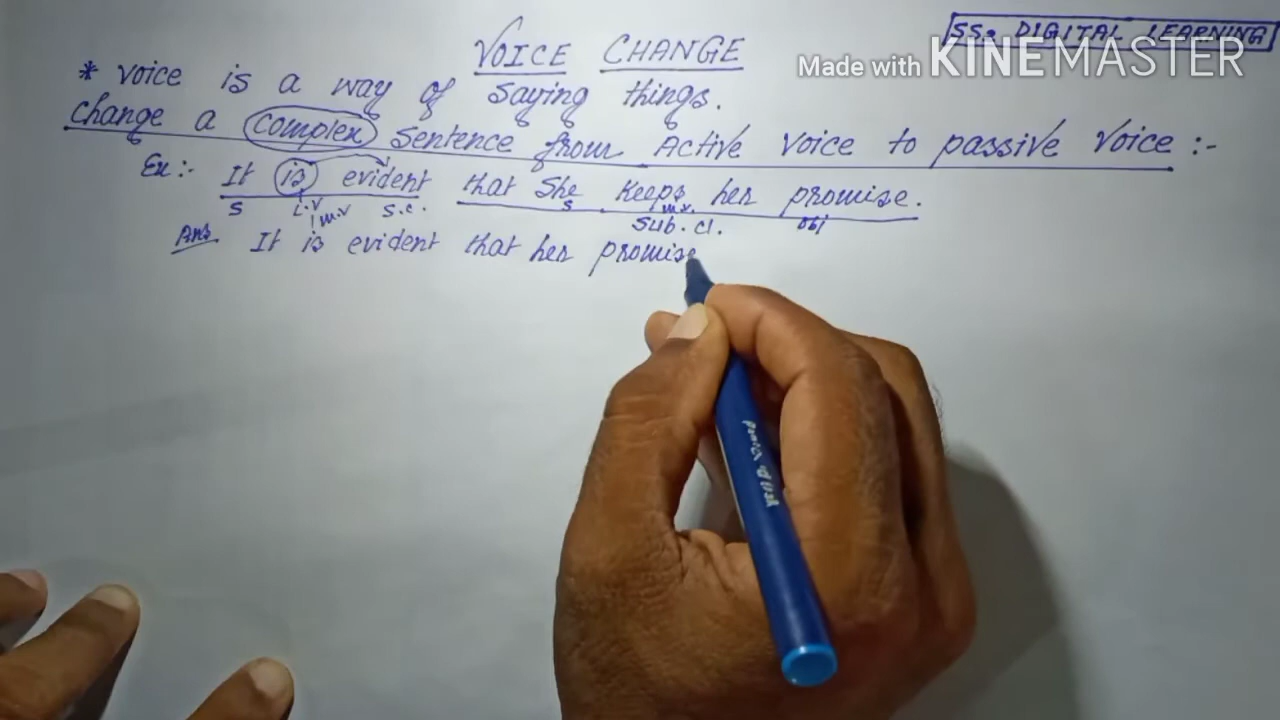 SS. DIGITAL LEARNING
Made with KINEMASTER
VOICE CHANGE
* Voice is a way of saying things.
change a complex sentence from Active voice to passive voice :-
Ex :- It is evident that she keeps her promise.
S L.V S.C. S m.v. obj
m.v Sub. cl.
Ans It is evident that her promise